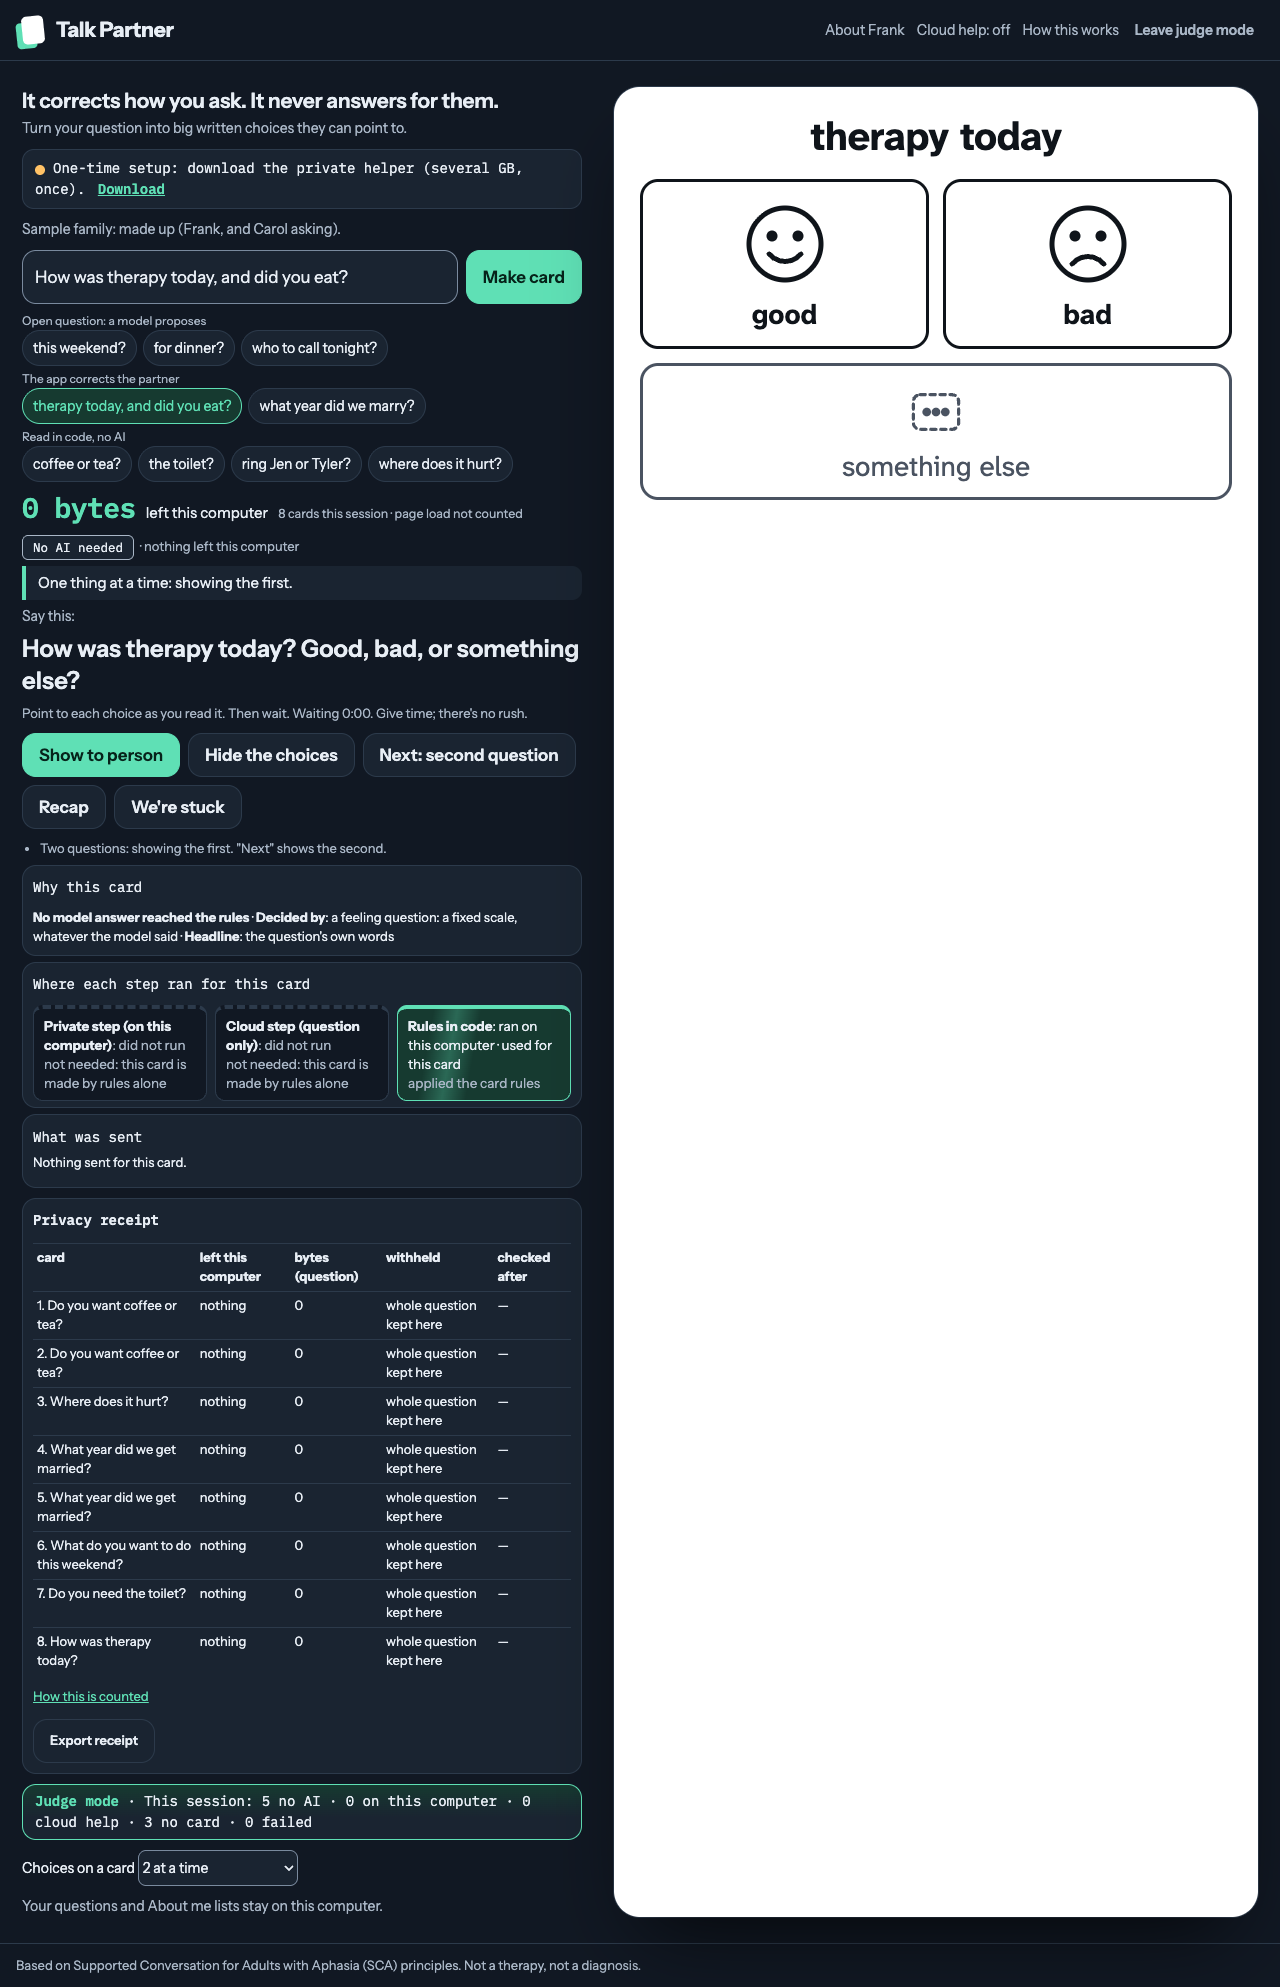 Talk Partner
About Frank
Cloud help: off
How this works
Leave judge mode
It corrects how you ask. It never answers for them.
Turn your question into big written choices they can point to.
One-time setup: download the private helper (several GB,
once). Download
Sample family: made up (Frank, and Carol asking).
How was therapy today, and did you eat?
Make card
Open question: a model proposes
this weekend?
for dinner?
who to call tonight?
The app corrects the partner
therapy today, and did you eat?
what year did we marry?
Read in code, no AI
coffee or tea?
the toilet?
ring Jen or Tyler?
where does it hurt?
0 bytes left this computer 8 cards this session · page load not counted
No AI needed · nothing left this computer
One thing at a time: showing the first.
Say this:
How was therapy today? Good, bad, or something
else?
Point to each choice as you read it. Then wait. Waiting 0:00. Give time; there's no rush.
Show to person
Hide the choices
Next: second question
Recap
We're stuck
• Two questions: showing the first. "Next" shows the second.
Why this card
No model answer reached the rules · Decided by: a feeling question: a fixed scale,
whatever the model said · Headline: the question's own words
Where each step ran for this card
Private step (on this
computer): did not run
not needed: this card is
made by rules alone
Cloud step (question
only): did not run
not needed: this card is
made by rules alone
Rules in code: ran on
this computer · used for
this card
applied the card rules
What was sent
Nothing sent for this card.
Privacy receipt
card
left this
computer
bytes
(question)
withheld
checked
after
1. Do you want coffee or
tea?
nothing
0
whole question
kept here
—
2. Do you want coffee or
tea?
nothing
0
whole question
kept here
—
3. Where does it hurt?
nothing
0
whole question
kept here
—
4. What year did we get
married?
nothing
0
whole question
kept here
—
5. What year did we get
married?
nothing
0
whole question
kept here
—
6. What do you want to do
this weekend?
nothing
0
whole question
kept here
—
7. Do you need the toilet?
nothing
0
whole question
kept here
—
8. How was therapy
today?
nothing
0
whole question
kept here
—
How this is counted
Export receipt
Judge mode · This session: 5 no AI · 0 on this computer · 0
cloud help · 3 no card · 0 failed
Choices on a card 2 at a time
Your questions and About me lists stay on this computer.
therapy today
good
bad
something else
Based on Supported Conversation for Adults with Aphasia (SCA) principles. Not a therapy, not a diagnosis.